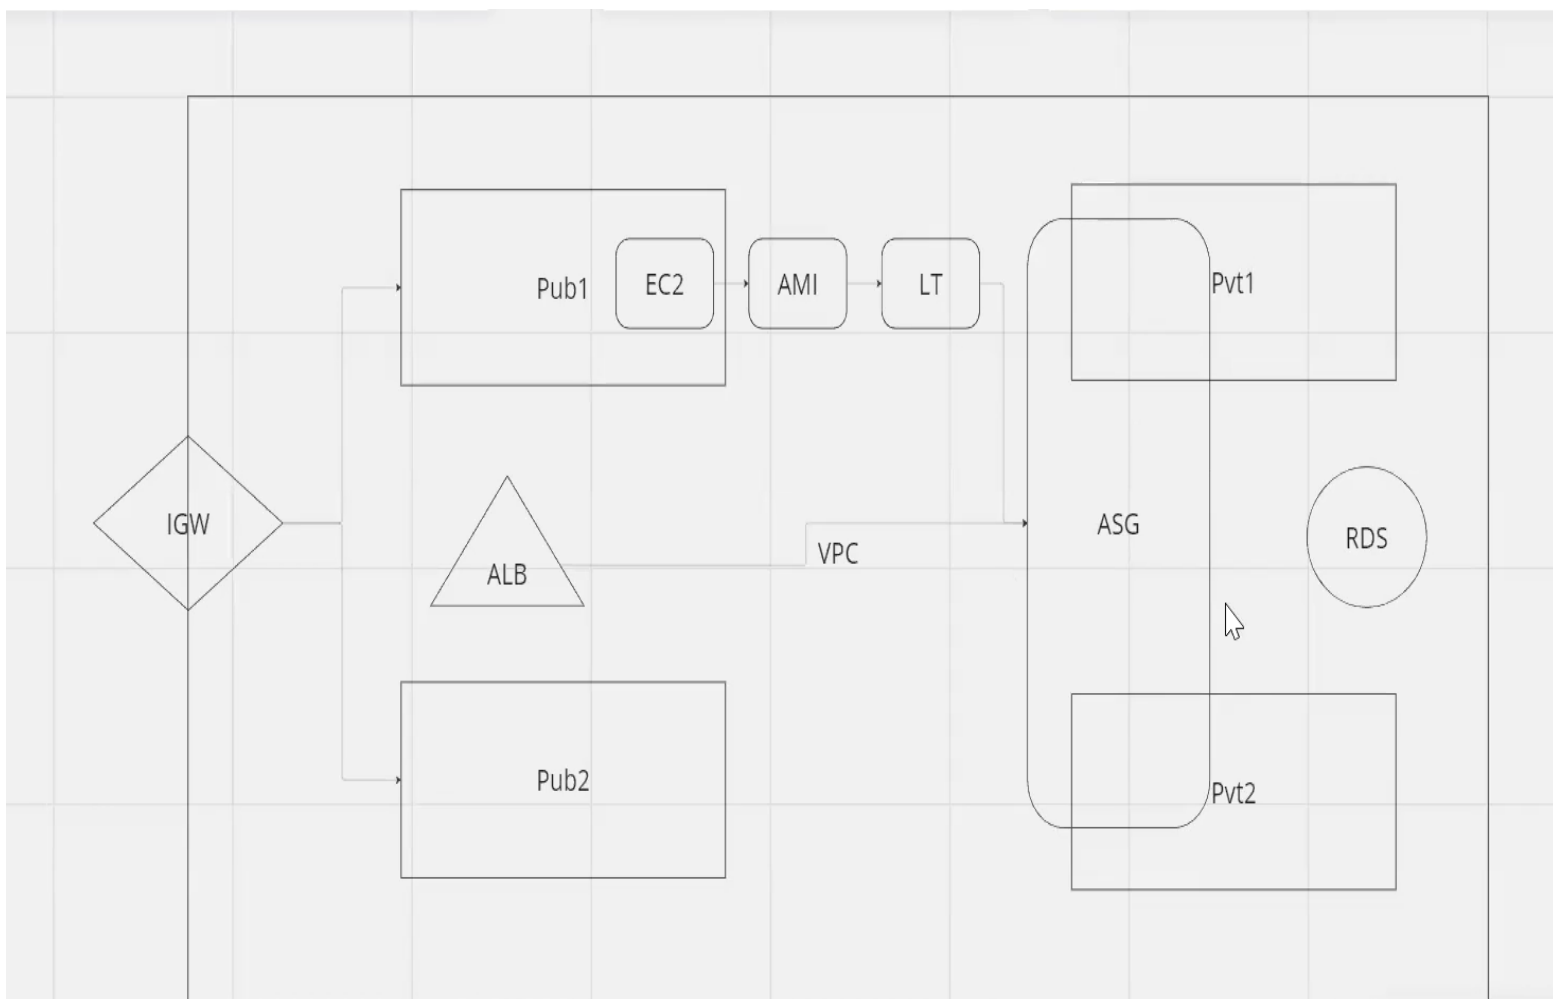 Pub1
EC2
AMI
LT
Pvt1
IGW
ALB
VPC
ASG
RDS
Pub2
Pvt2